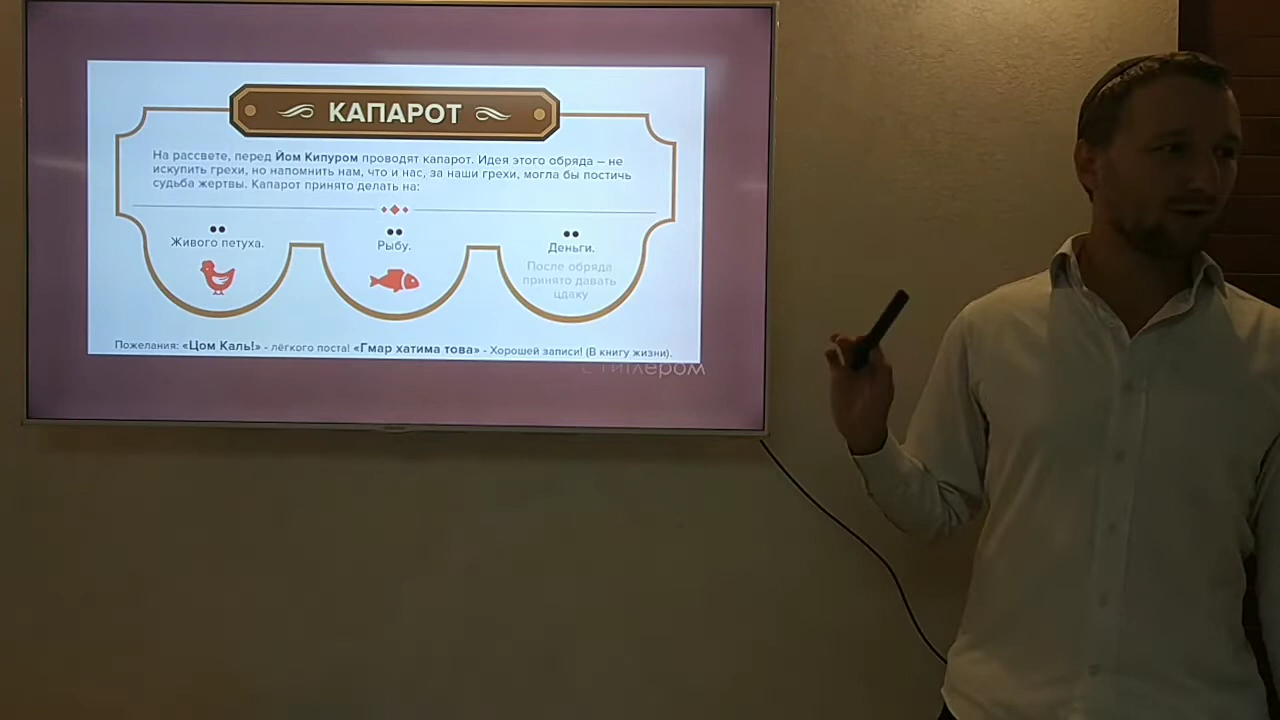 КАПАРОТ
На рассвете, перед Йом Кипуром проводят капарот. Идея этого обряда – не
искупить грехи, но напомнить нам, что и нас, за наши грехи, могла бы постичь
судьба жертвы. Капарот принято делать на:
Живого петуха.
Рыбу.
Деньги.
После обряда
принято давать
цдаку
Пожелания: «Цом Каль!» - лёгкого поста! «Гмар хатима това» - Хорошей записи! (В книгу жизни).